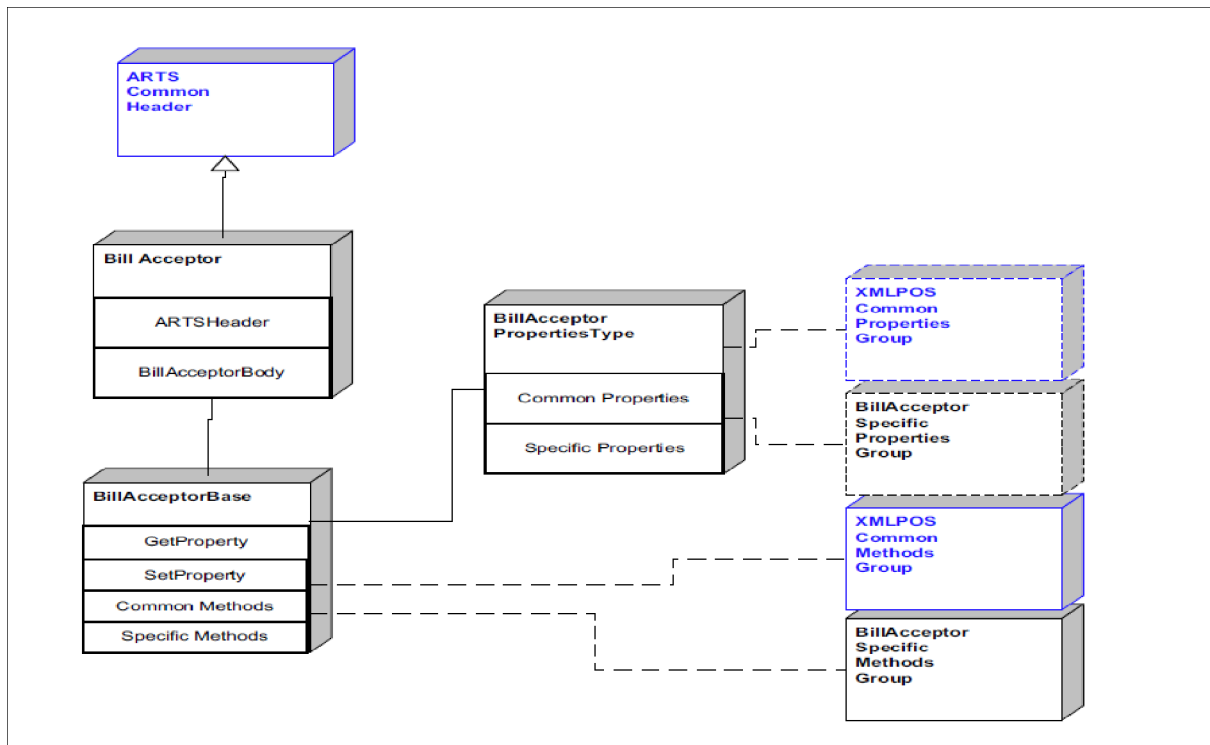 ARTS
Common
Header
Bill Acceptor
ARTSHeader
BillAcceptorBody
BillAcceptorBase
GetProperty
SetProperty
Common Methods
Specific Methods
BillAcceptor
PropertiesType
Common Properties
Specific Properties
XMLPOS
Common
Properties
Group
BillAcceptor
Specific
Properties
Group
XMLPOS
Common
Methods
Group
BillAcceptor
Specific
Methods
Group